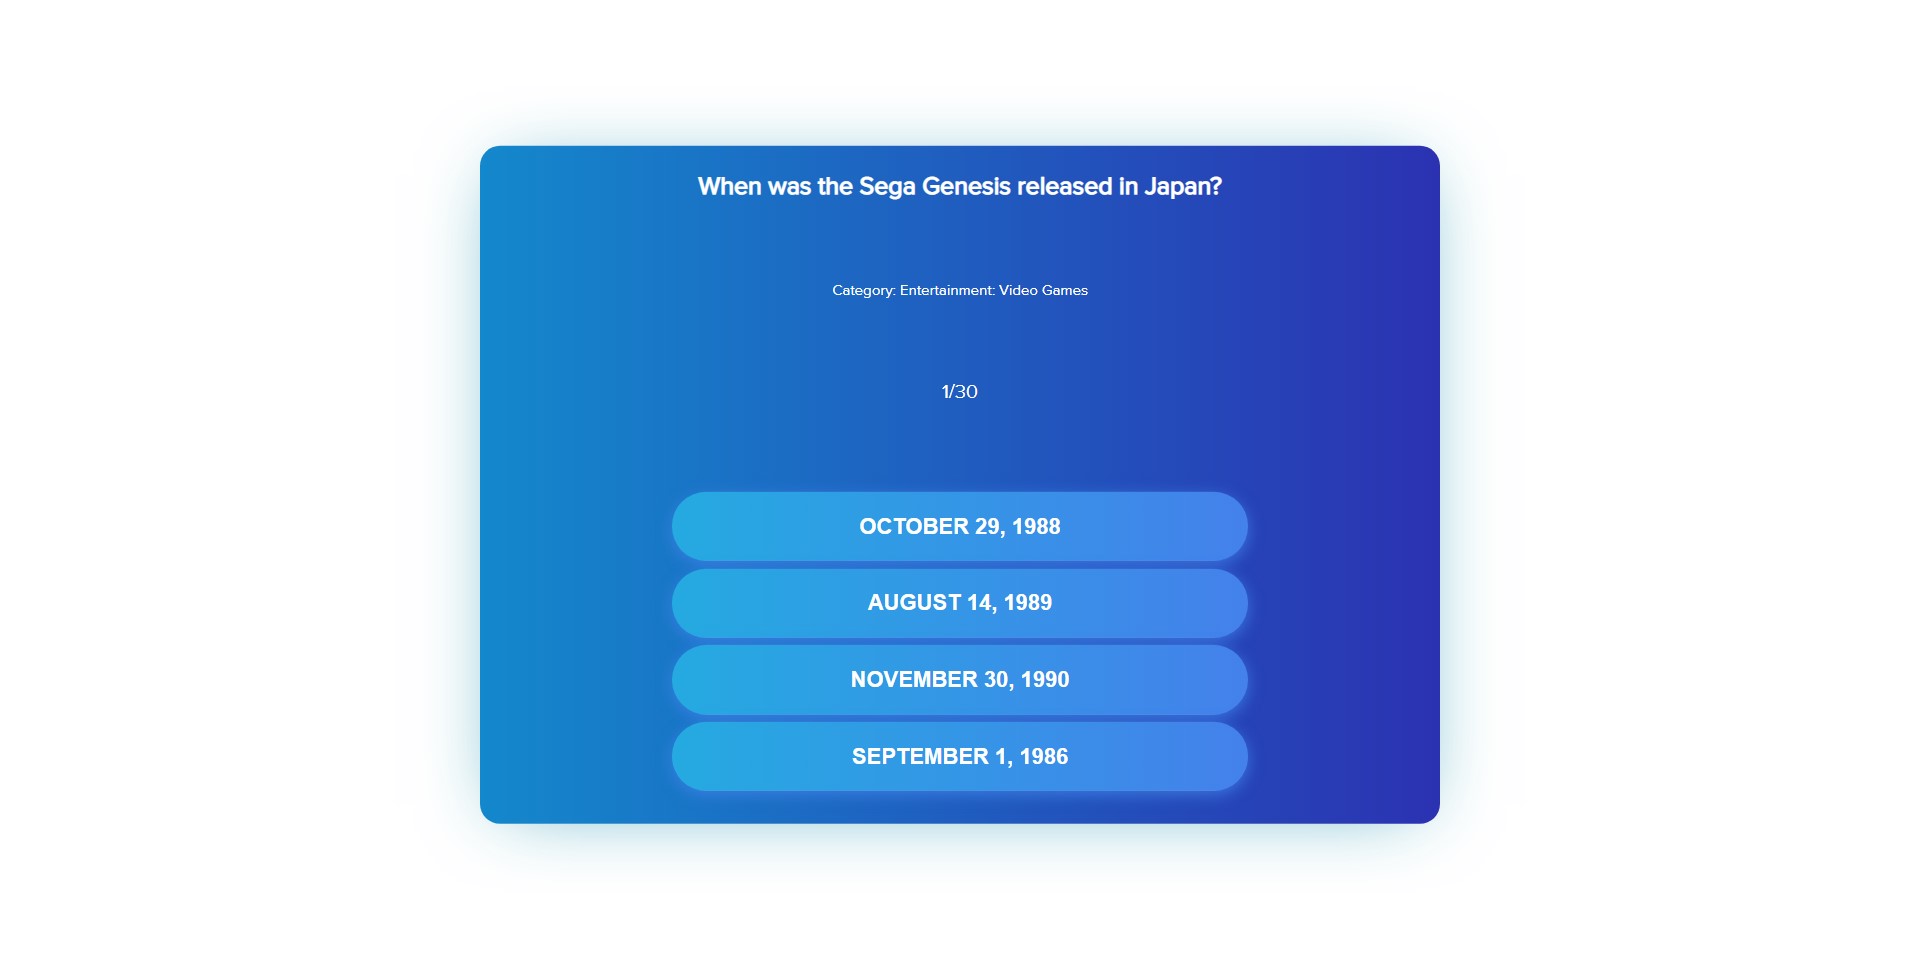 When was the Sega Genesis released in Japan?
Category: Entertainment: Video Games
1/30
OCTOBER 29, 1988
AUGUST 14, 1989
NOVEMBER 30, 1990
SEPTEMBER 1, 1986